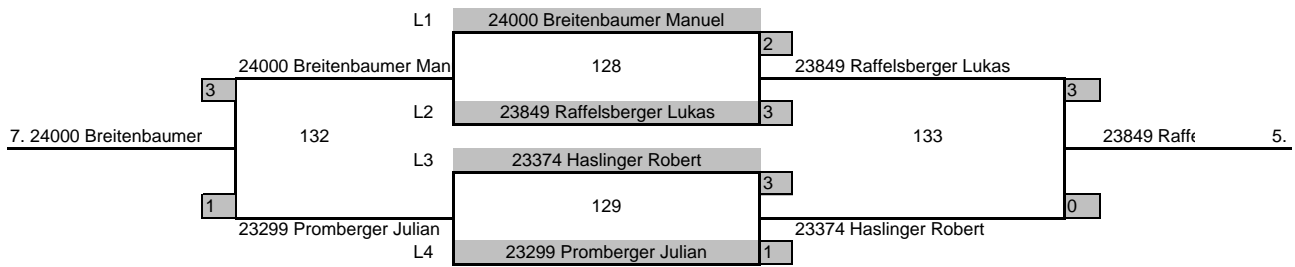 L1 24000 Breitenbaumer Manuel
2
24000 Breitenbaumer Man 128 23849 Raffelsberger Lukas
3 3
L2 23849 Raffelsberger Lukas 3
7. 24000 Breitenbaumer 132 133 23849 Raffe 5.
L3 23374 Haslinger Robert
3
1 129 0
23299 Promberger Julian 23374 Haslinger Robert
L4 23299 Promberger Julian 1